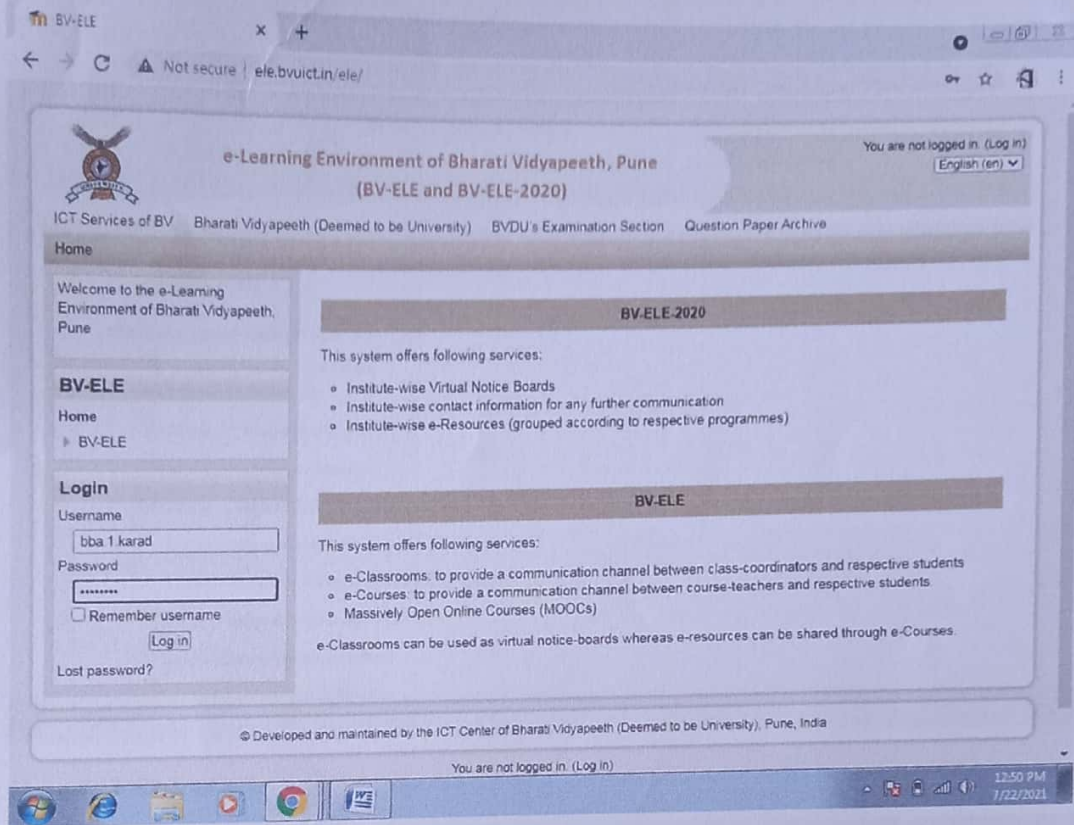 BV-ELE
Not secure | ele.bvuict.in/ele/
e-Learning Environment of Bharati Vidyapeeth, Pune
(BV-ELE and BV-ELE-2020)
You are not logged in. (Log in)
English (en)
ICT Services of BV Bharati Vidyapeeth (Deemed to be University) BVDU's Examination Section Question Paper Archive
Home
Welcome to the e-Learning
Environment of Bharati Vidyapeeth,
Pune
BV-ELE
Home
BV-ELE
Login
Username
bba.1.karad
Password
••••••••
Remember username
Log in
Lost password?
BV-ELE-2020
This system offers following services:
Institute-wise Virtual Notice Boards
Institute-wise contact information for any further communication
Institute-wise e-Resources (grouped according to respective programmes)
BV-ELE
This system offers following services:
e-Classrooms: to provide a communication channel between class-coordinators and respective students
e-Courses: to provide a communication channel between course-teachers and respective students
Massively Open Online Courses (MOOCs)
e-Classrooms can be used as virtual notice-boards whereas e-resources can be shared through e-Courses.
© Developed and maintained by the ICT Center of Bharati Vidyapeeth (Deemed to be University), Pune, India
You are not logged in. (Log in)
12:50 PM
7/22/2021